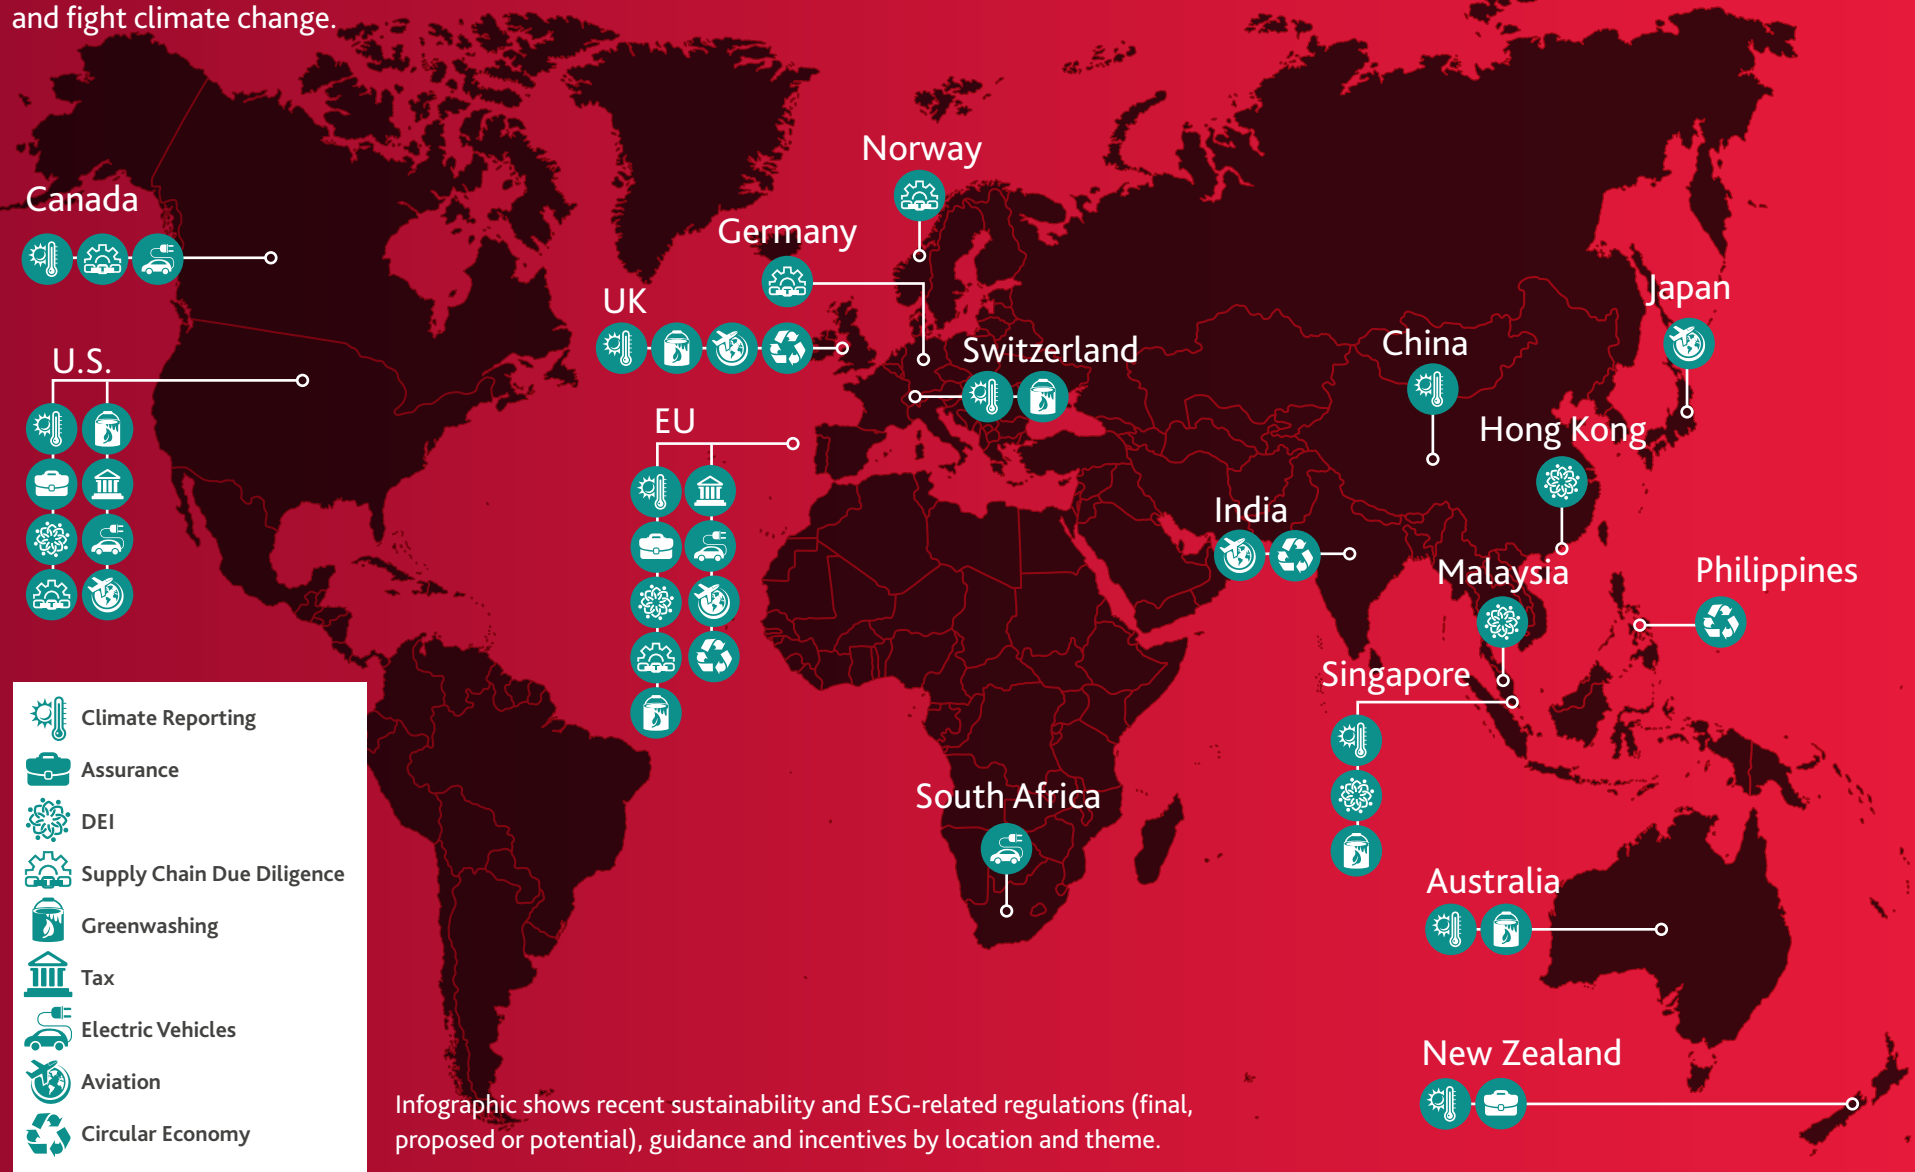 and fight climate change.
Norway
Canada
Germany
UK
Japan
U.S.
Switzerland
China
EU
Hong Kong
India
Malaysia
Philippines
Singapore
South Africa
Australia
New Zealand
Climate Reporting
Assurance
DEI
Supply Chain Due Diligence
Greenwashing
Tax
Electric Vehicles
Aviation
Circular Economy
Infographic shows recent sustainability and ESG-related regulations (final,
proposed or potential), guidance and incentives by location and theme.